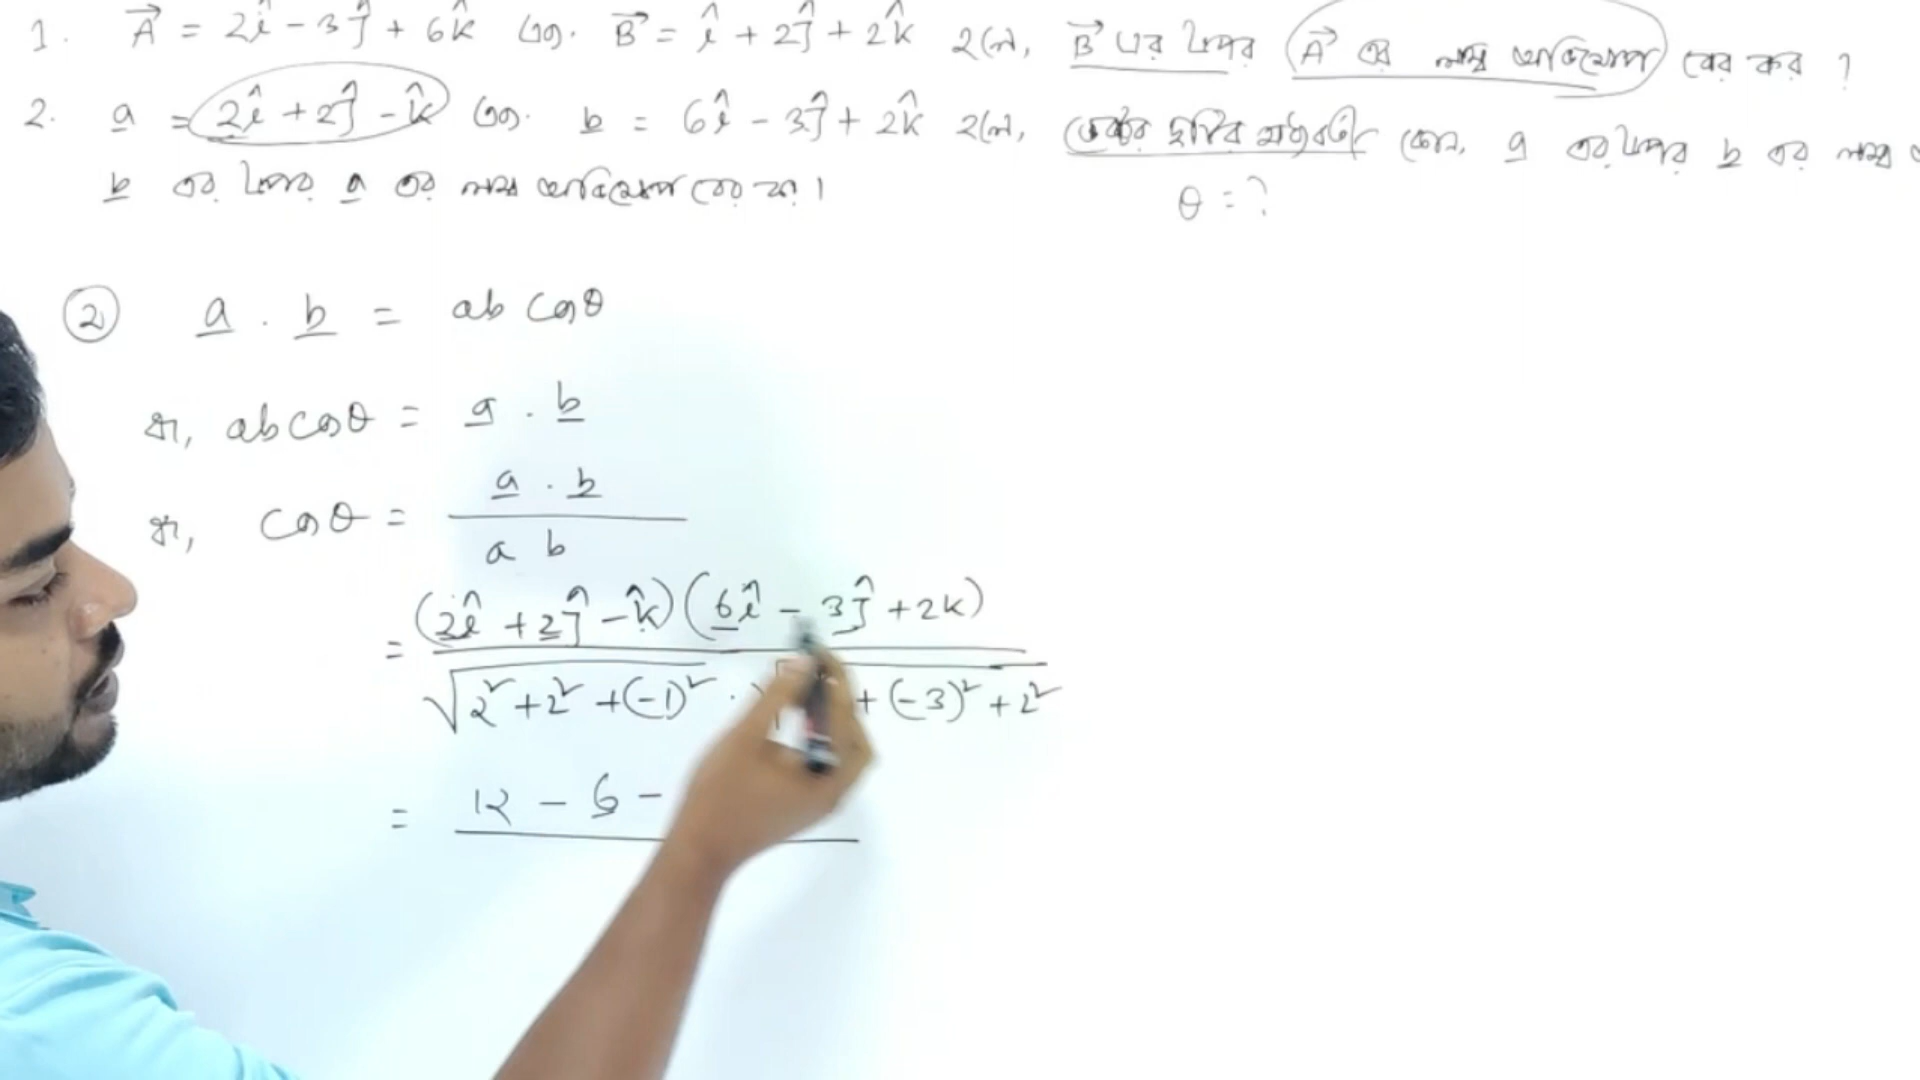 1. A⃗ = 2î − 3ĵ + 6k̂ এবং B⃗ = î + 2ĵ + 2k̂ হলে, B⃗ এর উপর A⃗ এর লম্ব অভিক্ষেপ বের কর ?
2. a̲ = 2î + 2ĵ − k̂ এবং b̲ = 6î − 3ĵ + 2k̂ হলে, ভেক্টর দুটির মধ্যবর্তী কোণ, a̲ এর উপর b̲ এর লম্ব
b̲ এর উপর a̲ এর লম্ব অভিক্ষেপ বের কর।
θ = ?
② a̲ . b̲ = ab cosθ
বা, ab cosθ = a̲ . b̲
বা, cosθ = a̲ . b̲ / a b
= (2î + 2ĵ − k̂)(6î − 3ĵ + 2k) / √2² + 2² + (−1)² . √ + (−3)² + 2²
= 12 − 6 −